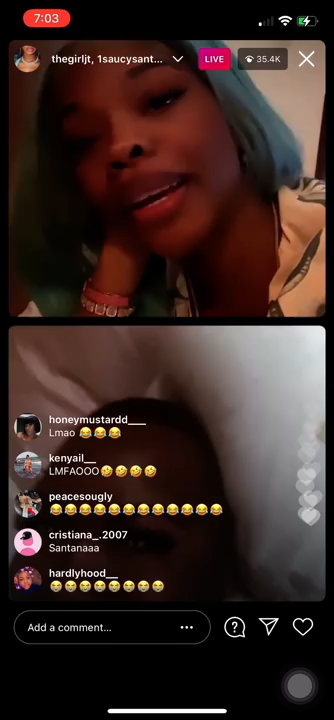 7:03
thegirljt, 1saucysant...
LIVE
35.4K
honeymustardd___
Lmao 😂😂😂
kenyail__
LMFAOOO🤣🤣🤣🤣
peacesougly
😂😂😂😂😂😂😂😂😂😂😂😂
cristiana_.2007
Santanaaa
hardlyhood__
😭😭😭😭😭😭😭😭
Add a comment...